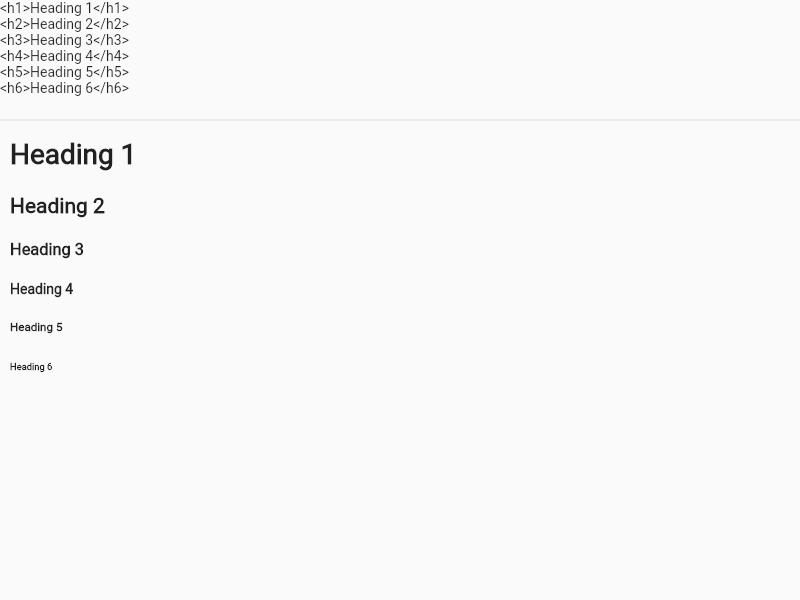 <h1>Heading 1</h1>
<h2>Heading 2</h2>
<h3>Heading 3</h3>
<h4>Heading 4</h4>
<h5>Heading 5</h5>
<h6>Heading 6</h6>
Heading 1
Heading 2
Heading 3
Heading 4
Heading 5
Heading 6